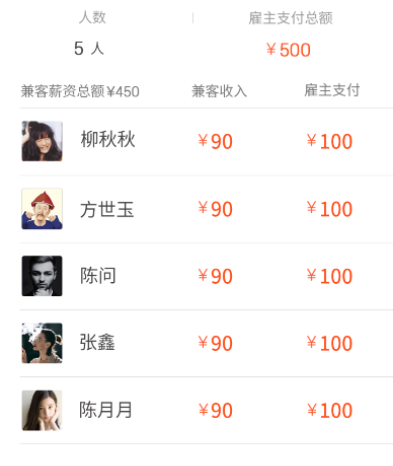 人数 雇主支付总额
5 人 ¥500
兼客薪资总额¥450 兼客收入 雇主支付
柳秋秋 ¥90 ¥100
方世玉 ¥90 ¥100
陈问 ¥90 ¥100
张鑫 ¥90 ¥100
陈月月 ¥90 ¥100